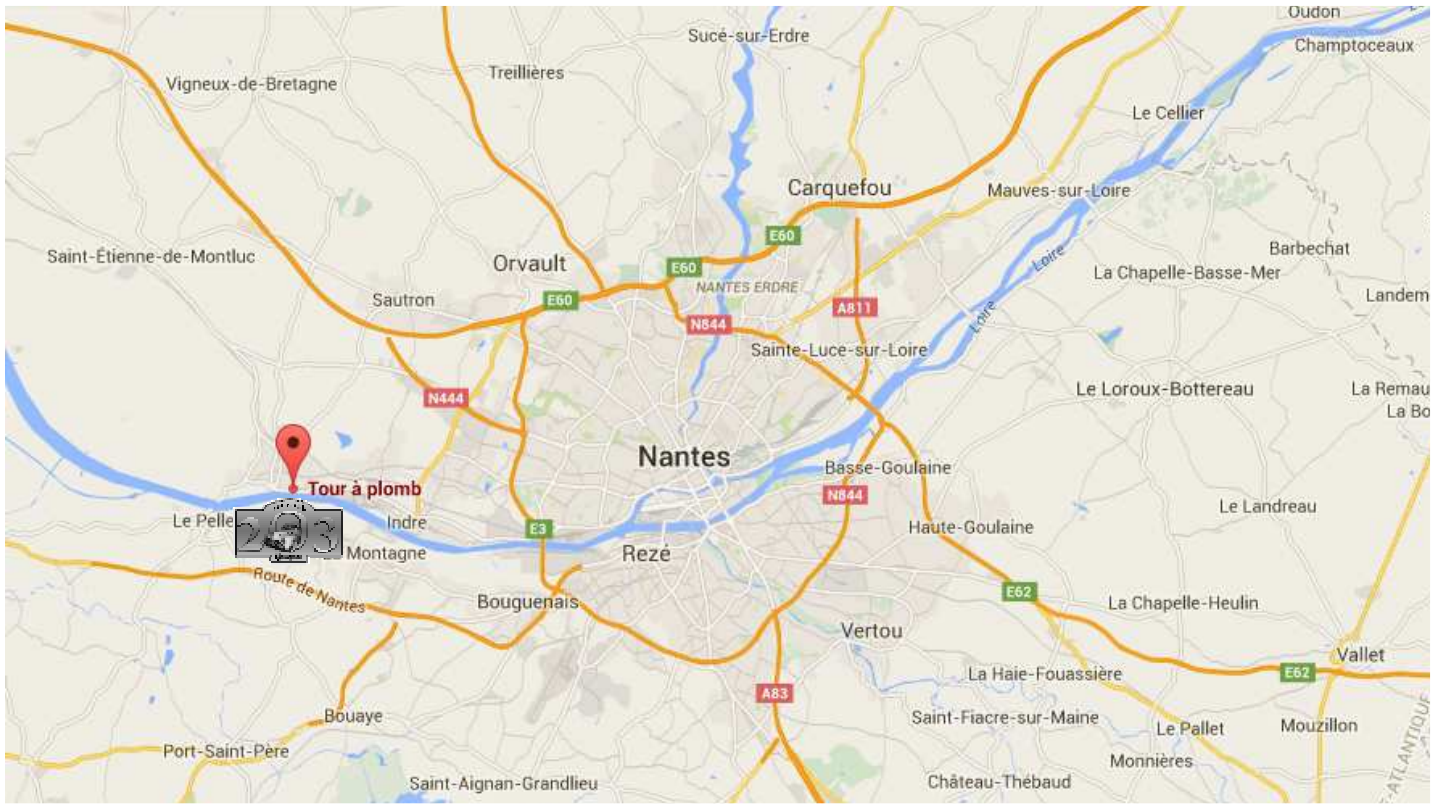 Oudon
Sucé-sur-Erdre
Champtoceaux
Treillières
Vigneux-de-Bretagne
Le Cellier
Carquefou
Mauves-sur-Loire
E60
Saint-Étienne-de-Montluc
Orvault
E60
NANTES ERDRE
Loire
Barbechat
La Chapelle-Basse-Mer
Sautron
E60
A811
Landem
N844
Loire
Sainte-Luce-sur-Loire
N444
Le Loroux-Bottereau
La Remau
La Bo
Nantes
Basse-Goulaine
Tour à plomb
N844
Le Landreau
Le Pelle
203
Indre
E3
Haute-Goulaine
Montagne
Rezé
Route de Nantes
Bouguenais
E62
La Chapelle-Heulin
Vertou
Vallet
La Haie-Fouassière
E62
A83
Bouaye
Saint-Fiacre-sur-Maine
Le Pallet
Mouzillon
Port-Saint-Père
Monnières
Saint-Aignan-Grandlieu
Château-Thébaud
-ATLANTIQUE